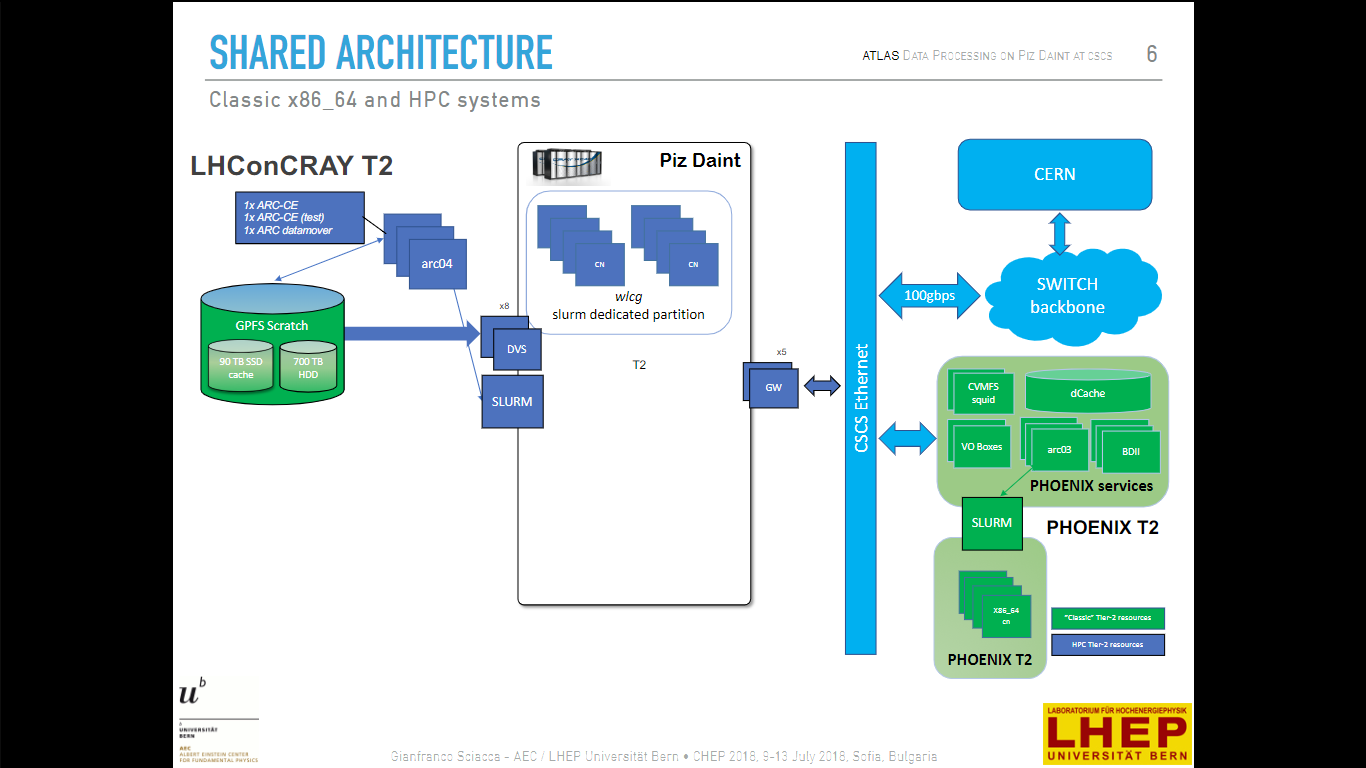 SHARED ARCHITECTURE
ATLAS DATA PROCESSING ON PIZ DAINT AT CSCS
6
Classic x86_64 and HPC systems
LHConCRAY T2
1x ARC-CE
1x ARC-CE (test)
1x ARC datamover
arc04
GPFS Scratch
90 TB SSD
cache
700 TB
HDD
x8
DVS
SLURM
Piz Daint
CN
CN
wlcg
slurm dedicated partition
T2
x5
GW
CSCS Ethernet
100gbps
CERN
SWITCH
backbone
CVMFS
squid
dCache
VO Boxes
arc03
BDII
PHOENIX services
SLURM
PHOENIX T2
X86_64
cn
PHOENIX T2
"Classic" Tier-2 resources
HPC Tier-2 resources
u
b
UNIVERSITÄT
BERN
AEC
ALBERT EINSTEIN CENTER
FOR FUNDAMENTAL PHYSICS
Gianfranco Sciacca - AEC / LHEP Universität Bern • CHEP 2018, 9-13 July 2018, Sofia, Bulgaria
LABORATORIUM FÜR HOCHENERGIEPHYSIK
LHEP
UNIVERSITÄT BERN